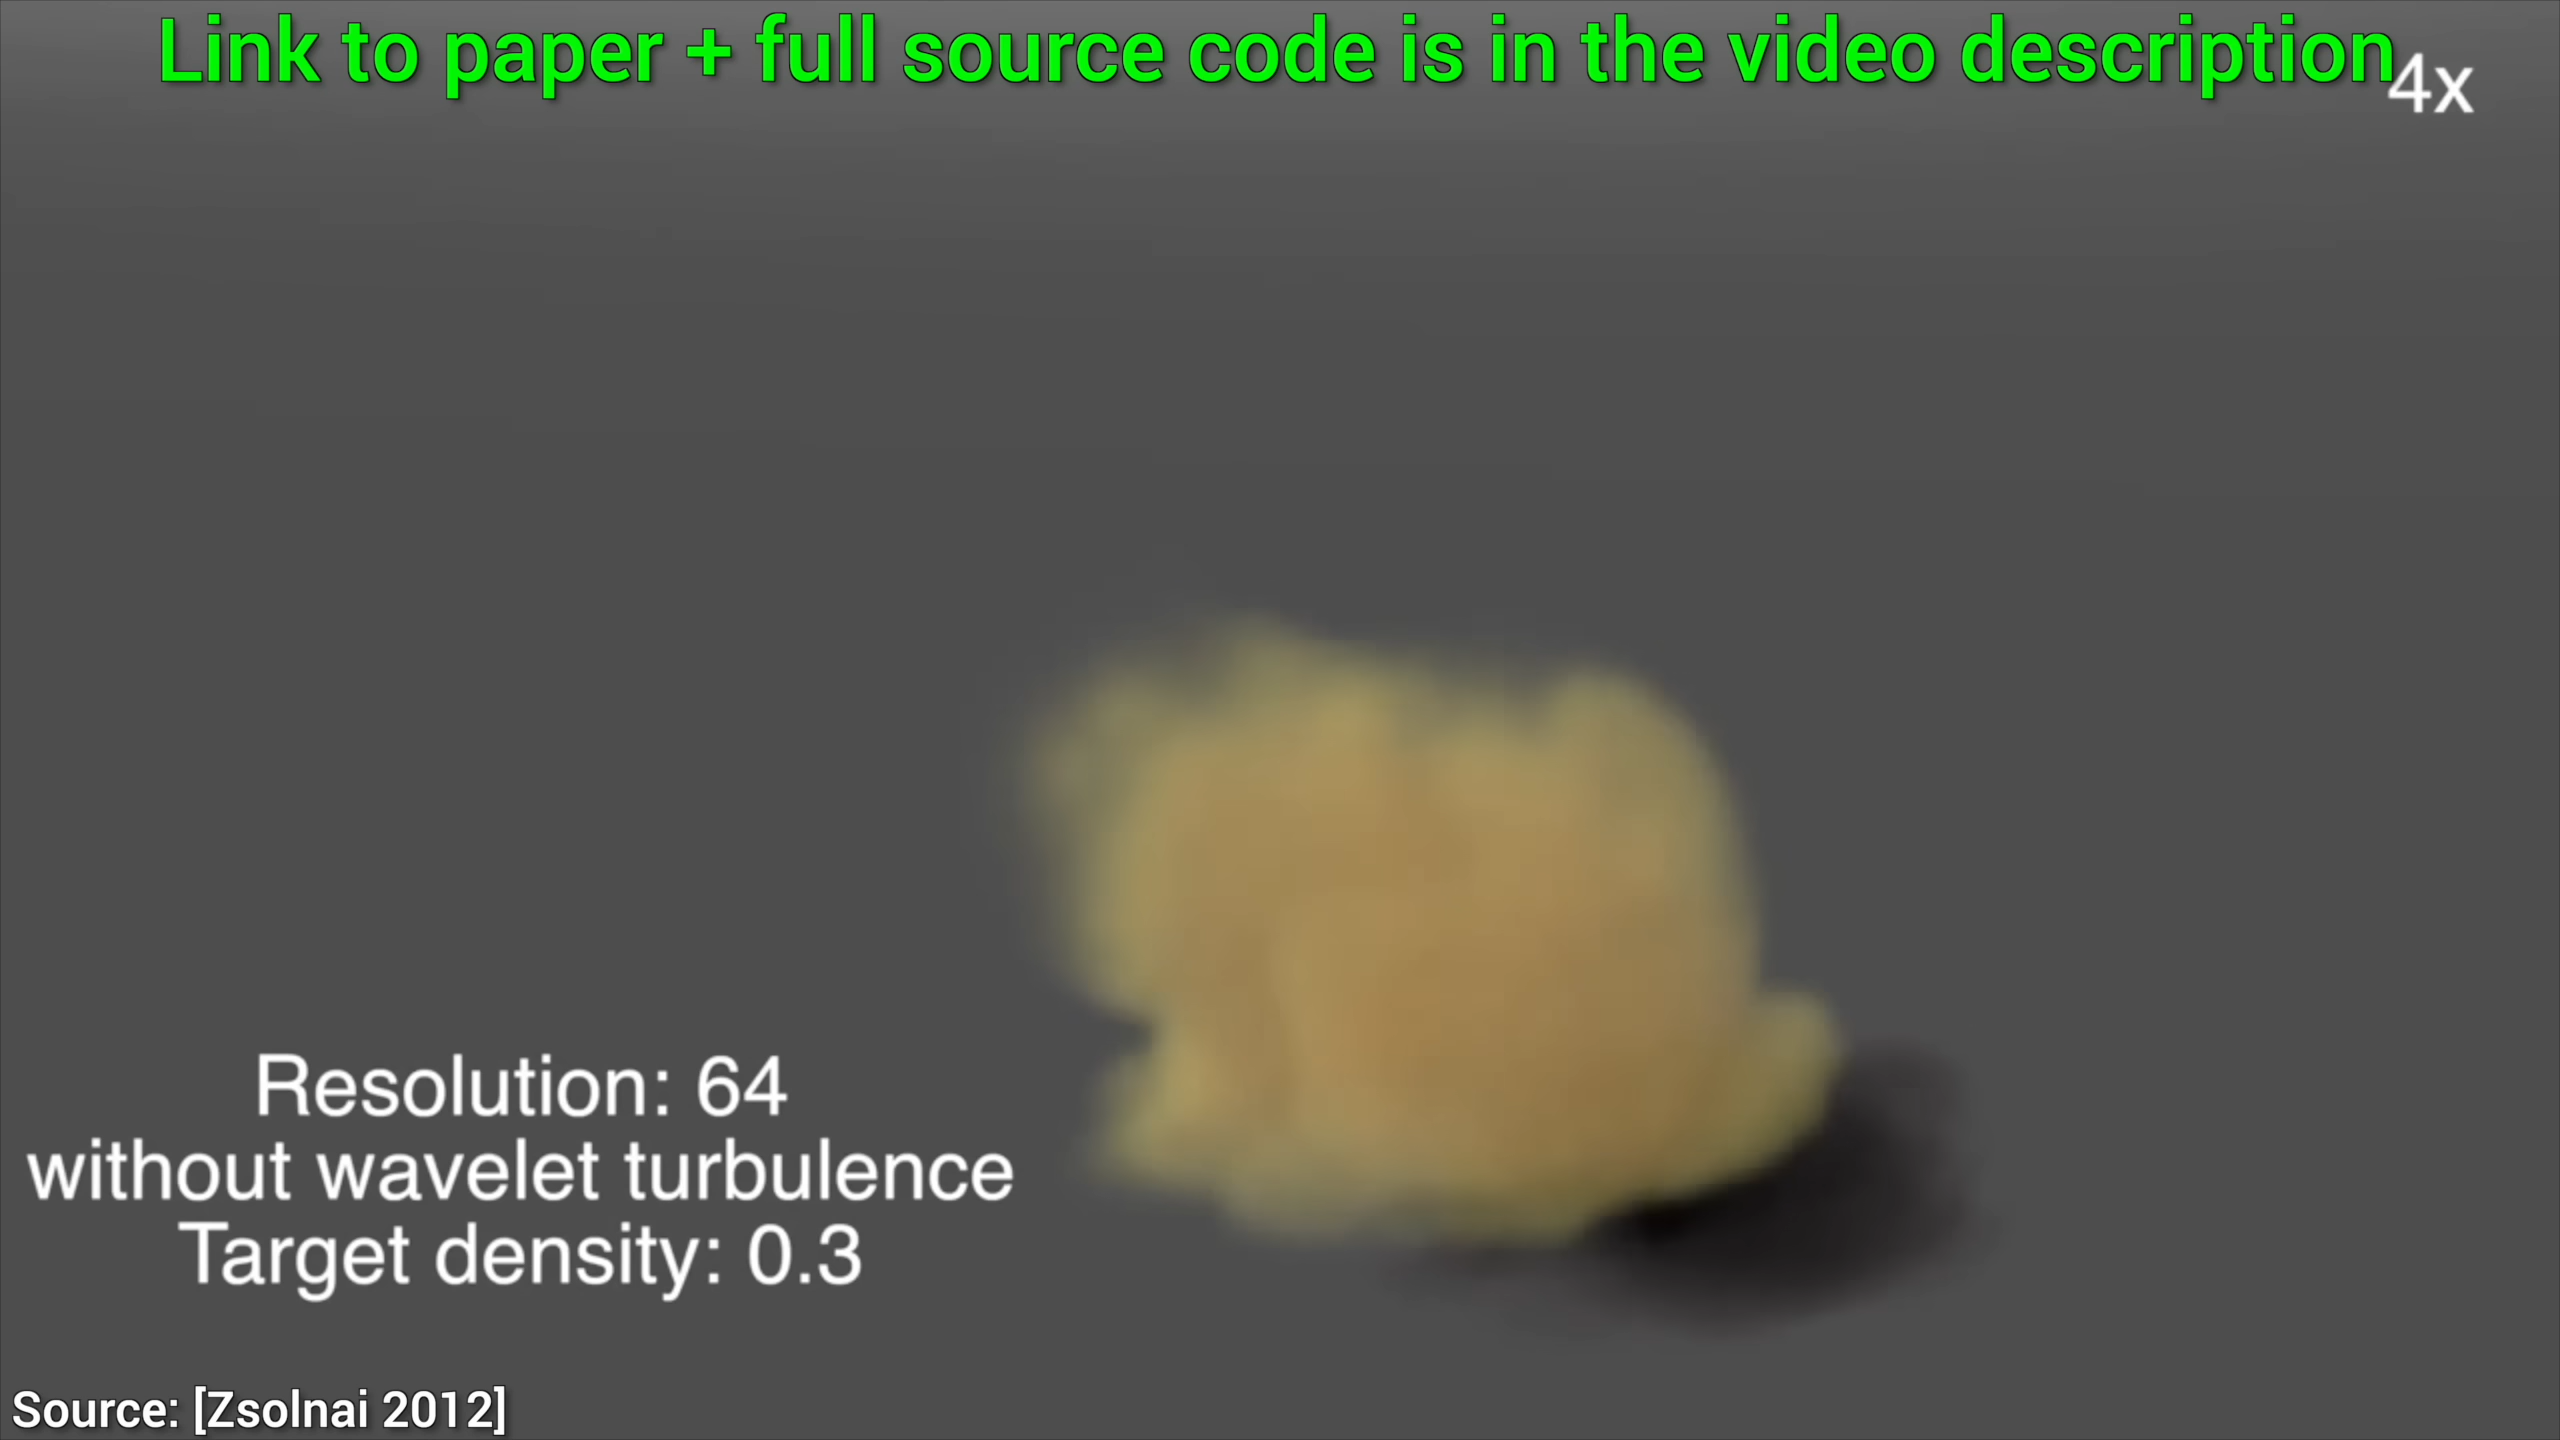 Link to paper + full source code is in the video description
4x
Resolution: 64
without wavelet turbulence
Target density: 0.3
Source: [Zsolnai 2012]